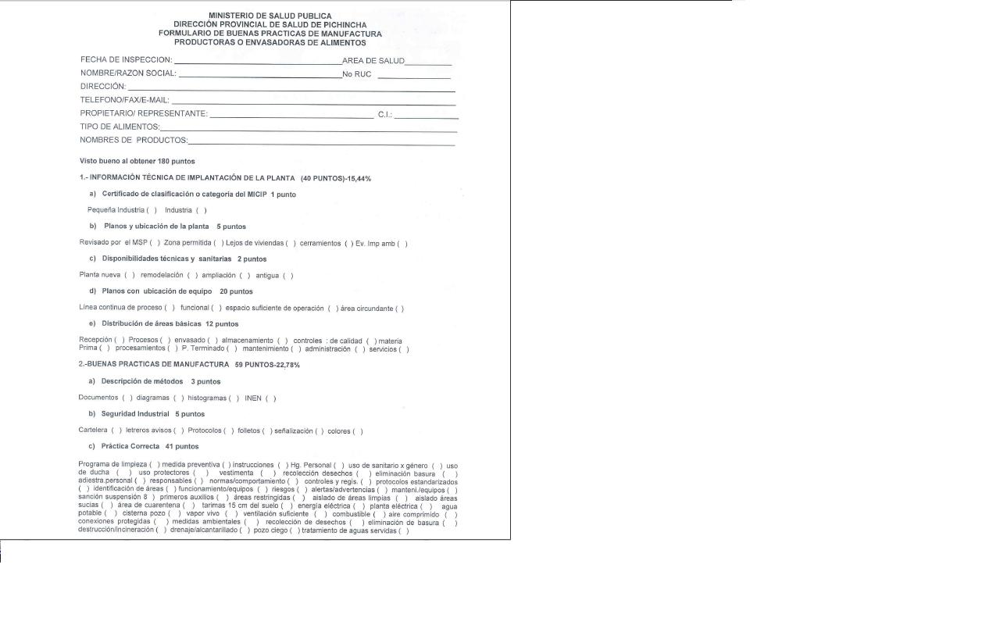 MINISTERIO DE SALUD PUBLICA
DIRECCIÓN PROVINCIAL DE SALUD DE PICHINCHA
FORMULARIO DE BUENAS PRACTICAS DE MANUFACTURA
PRODUCTORAS O ENVASADORAS DE ALIMENTOS
FECHA DE INSPECCION: ______ AREA DE SALUD______
NOMBRE/RAZON SOCIAL: ______ No RUC ______
DIRECCIÓN: ______
TELEFONO/FAX/E-MAIL: ______
PROPIETARIO/ REPRESENTANTE: ______ C.I.: ______
TIPO DE ALIMENTOS:______
NOMBRES DE PRODUCTOS:______
Visto bueno al obtener 180 puntos
1.- INFORMACIÓN TÉCNICA DE IMPLANTACIÓN DE LA PLANTA (40 PUNTOS)-15,44%
a) Certificado de clasificación o categoría del MICIP 1 punto
Pequeña Industria ( ) Industria ( )
b) Planos y ubicación de la planta 5 puntos
Revisado por el MSP ( ) Zona permitida ( ) Lejos de viviendas ( ) cerramientos ( ) Ev. Imp amb ( )
c) Disponibilidades técnicas y sanitarias 2 puntos
Planta nueva ( ) remodelación ( ) ampliación ( ) antigua ( )
d) Planos con ubicación de equipo 20 puntos
Línea continua de proceso ( ) funcional ( ) espacio suficiente de operación ( ) área circundante ( )
e) Distribución de áreas básicas 12 puntos
Recepción ( ) Procesos ( ) envasado ( ) almacenamiento ( ) controles : de calidad ( ) materia
Prima ( ) procesamientos ( ) P. Terminado ( ) mantenimiento ( ) administración ( ) servicios ( )
2.-BUENAS PRACTICAS DE MANUFACTURA 59 PUNTOS-22,78%
a) Descripción de métodos 3 puntos
Documentos ( ) diagramas ( ) histogramas ( ) INEN ( )
b) Seguridad Industrial 5 puntos
Cartelera ( ) letreros avisos ( ) Protocolos ( ) folletos ( ) señalización ( ) colores ( )
c) Práctica Correcta 41 puntos
Programa de limpieza ( ) medida preventiva ( ) instrucciones ( ) Hg. Personal ( ) uso de sanitario x género ( ) uso
de ducha ( ) uso protectores ( ) vestimenta ( ) recolección desechos ( ) eliminación basura ( )
adiestra.personal ( ) responsables ( ) normas/comportamiento ( ) controles y regis. ( ) protocolos estandarizados
( ) identificación de áreas ( ) funcionamiento/equipos ( ) riesgos ( ) alertas/advertencias ( ) manteni./equipos ( )
sanción suspensión 8 ) primeros auxilios ( ) áreas restringidas ( ) aislado de áreas limpias ( ) aislado áreas
sucias ( ) área de cuarentena ( ) tarimas 15 cm del suelo ( ) energía eléctrica ( ) planta eléctrica ( ) agua
potable ( ) cisterna pozo ( ) vapor vivo ( ) ventilación suficiente ( ) combustible ( ) aire comprimido ( )
conexiones protegidas ( ) medidas ambientales ( ) recolección de desechos ( ) eliminación de basura ( )
destrucción/incineración ( ) drenaje/alcantarillado ( ) pozo ciego ( ) tratamiento de aguas servidas ( )